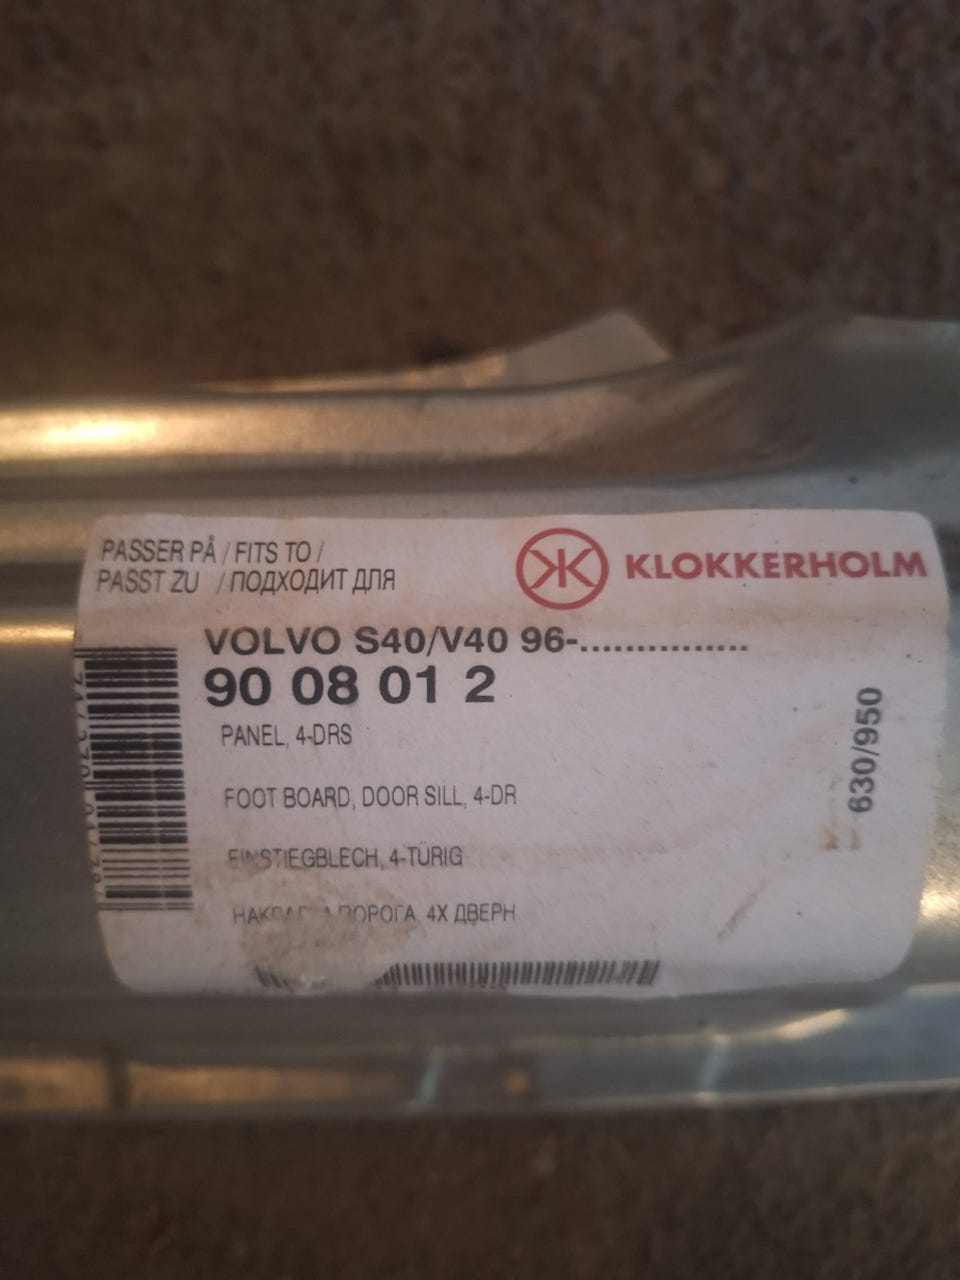 PASSER PÅ / FITS TO /
PASST ZU / ПОДХОДИТ ДЛЯ
KLOKKERHOLM
VOLVO S40/V40 96-...............
90 08 01 2
PANEL, 4-DRS
FOOT BOARD, DOOR SILL, 4-DR
EINSTIEGBLECH, 4-TÜRIG
ПОРОГА, 4Х ДВЕРН
630/950